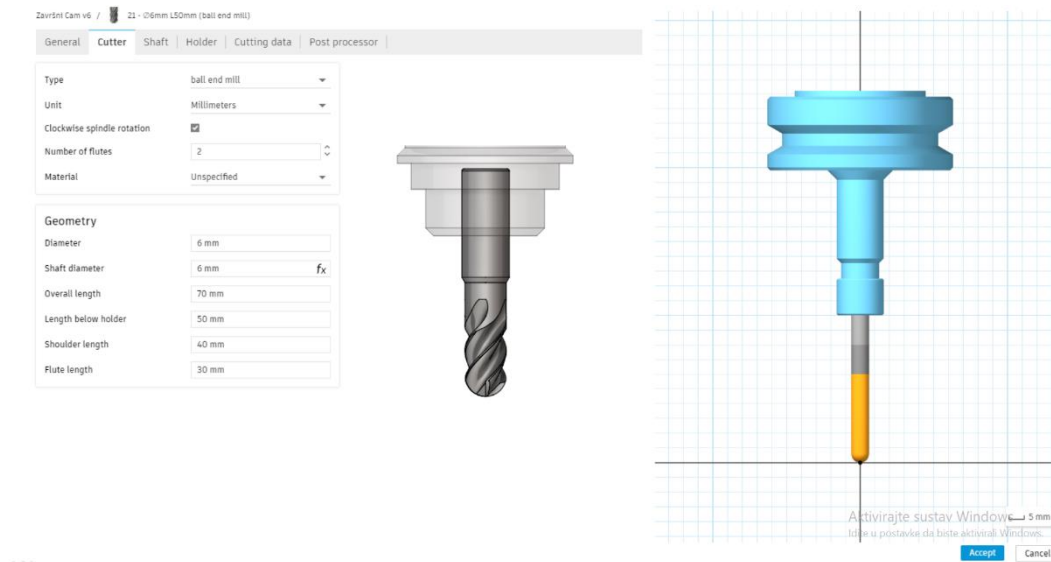 Završni Cam v6 / Z1 - Ø6mm L50mm (ball end mill)
General Cutter Shaft Holder Cutting data Post processor
Type ball end mill
Unit Millimeters
Clockwise spindle rotation
Number of flutes 2
Material Unspecified
Geometry
Diameter 6 mm
Shaft diameter 6 mm fx
Overall length 70 mm
Length below holder 50 mm
Shoulder length 40 mm
Flute length 30 mm
Aktivirajte sustav Windows
5 mm
Idite u postavke da biste aktivirali Windows.
Accept Cancel